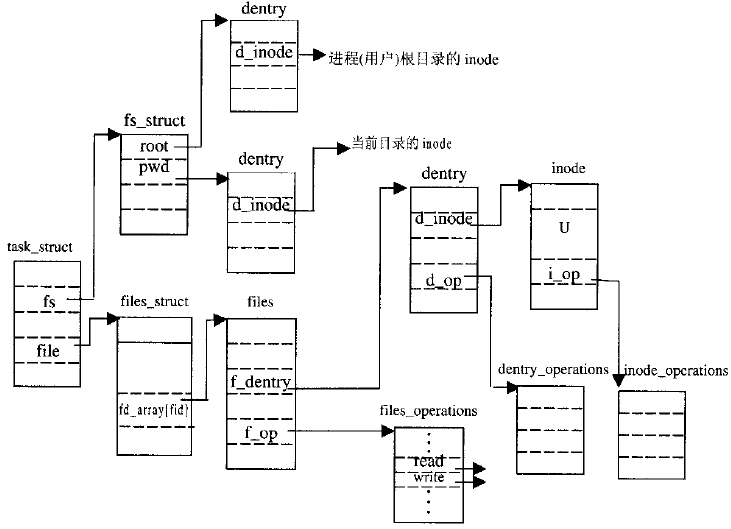 dentry
d_inode
进程(用户)根目录的 inode
fs_struct
root
pwd
dentry
d_inode
当前目录的 inode
dentry
d_inode
d_op
inode
U
i_op
task_struct
fs
file
files_struct
fd_array[fid]
files
f_dentry
f_op
files_operations
read
write
dentry_operations
inode_operations